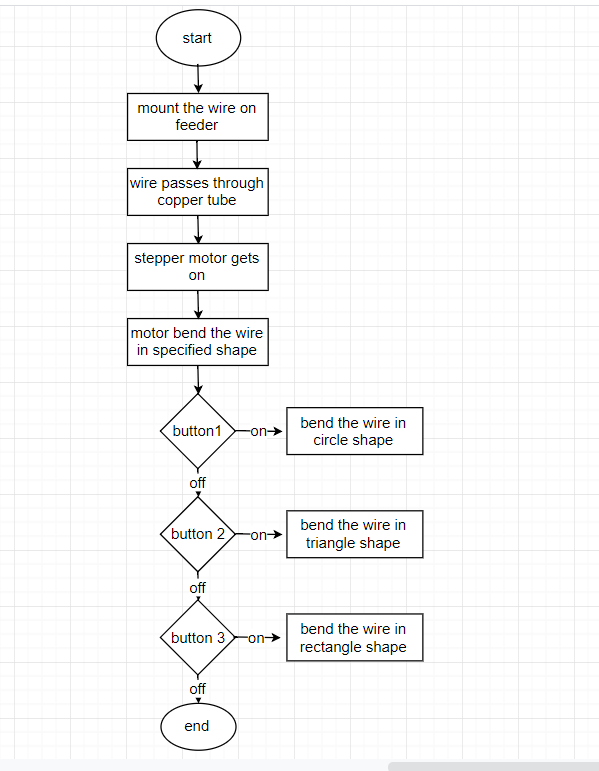 start
mount the wire on
feeder
wire passes through
copper tube
stepper motor gets
on
motor bend the wire
in specified shape
button1
on
bend the wire in
circle shape
off
button 2
on
bend the wire in
triangle shape
off
button 3
on
bend the wire in
rectangle shape
off
end